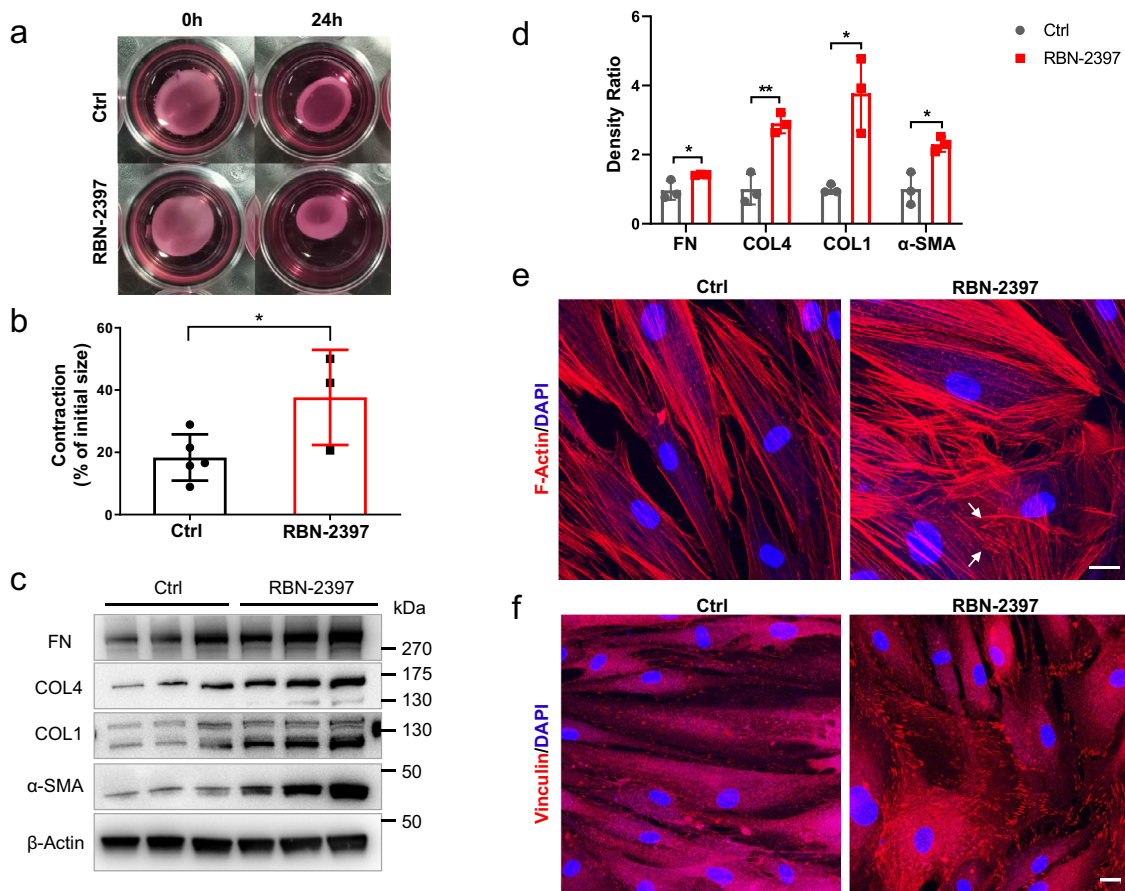 a
0h
24h
Ctrl
RBN-2397
b
Contraction
(% of initial size)
60
40
20
0
*
Ctrl
RBN-2397
c
Ctrl
RBN-2397
kDa
FN
270
COL4
175
130
COL1
130
α-SMA
50
β-Actin
50
d
Density Ratio
6
4
2
0
*
**
*
*
FN
COL4
COL1
α-SMA
Ctrl
RBN-2397
e
Ctrl
RBN-2397
F-Actin/DAPI
f
Ctrl
RBN-2397
Vinculin/DAPI